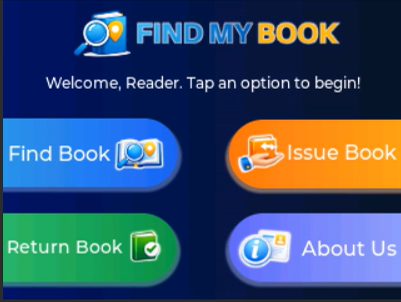 FIND MY BOOK
Welcome, Reader. Tap an option to begin!
Find Book
Issue Book
Return Book
About Us